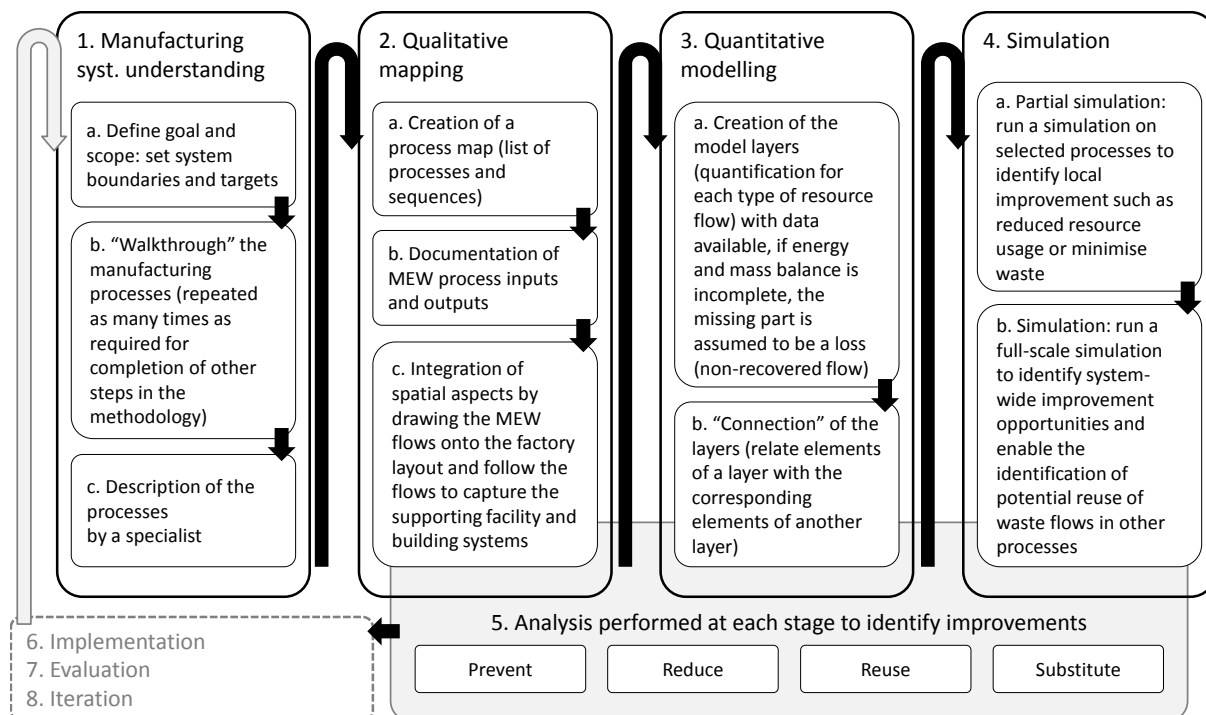 1. Manufacturing
syst. understanding
a. Define goal and
scope: set system
boundaries and targets
b. “Walkthrough” the
manufacturing
processes (repeated
as many times as
required for
completion of other
steps in the
methodology)
c. Description of the
processes
by a specialist
2. Qualitative
mapping
a. Creation of a
process map (list of
processes and
sequences)
b. Documentation of
MEW process inputs
and outputs
c. Integration of
spatial aspects by
drawing the MEW
flows onto the factory
layout and follow the
flows to capture the
supporting facility and
building systems
3. Quantitative
modelling
a. Creation of the
model layers
(quantification for
each type of resource
flow) with data
available, if energy
and mass balance is
incomplete, the
missing part is
assumed to be a loss
(non-recovered flow)
b. “Connection” of the
layers (relate elements
of a layer with the
corresponding
elements of another
layer)
4. Simulation
a. Partial simulation:
run a simulation on
selected processes to
identify local
improvement such as
reduced resource
usage or minimise
waste
b. Simulation: run a
full-scale simulation
to identify system-
wide improvement
opportunities and
enable the
identification of
potential reuse of
waste flows in other
processes
5. Analysis performed at each stage to identify improvements
Prevent
Reduce
Reuse
Substitute
6. Implementation
7. Evaluation
8. Iteration